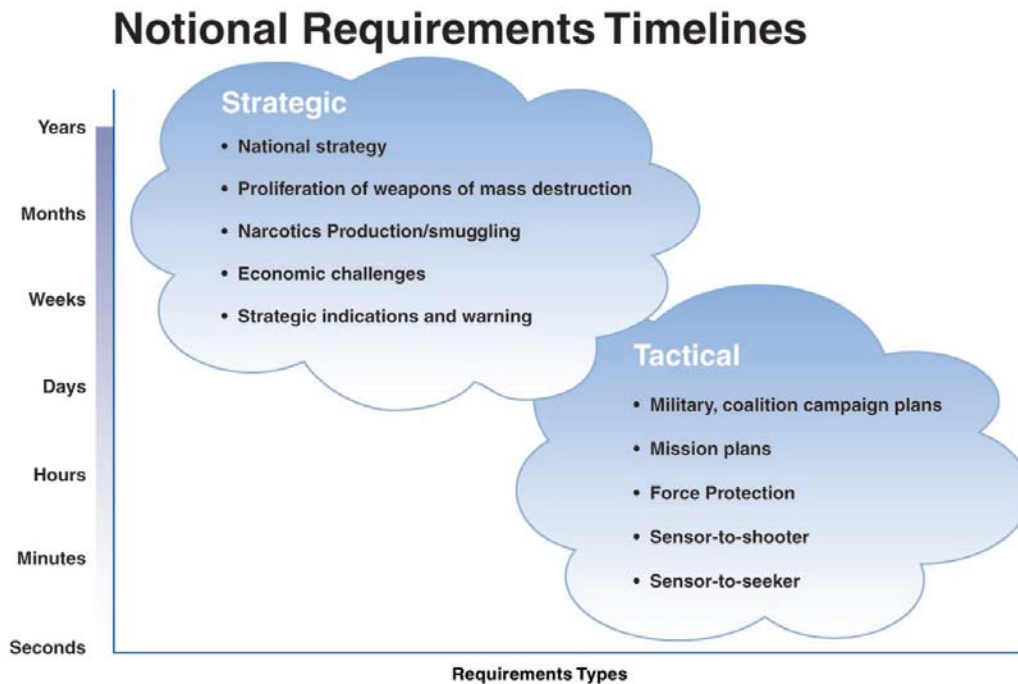 Notional Requirements Timelines
Strategic
• National strategy
• Proliferation of weapons of mass destruction
• Narcotics Production/smuggling
• Economic challenges
• Strategic indications and warning
Tactical
• Military, coalition campaign plans
• Mission plans
• Force Protection
• Sensor-to-shooter
• Sensor-to-seeker
Years
Months
Weeks
Days
Hours
Minutes
Seconds
Requirements Types